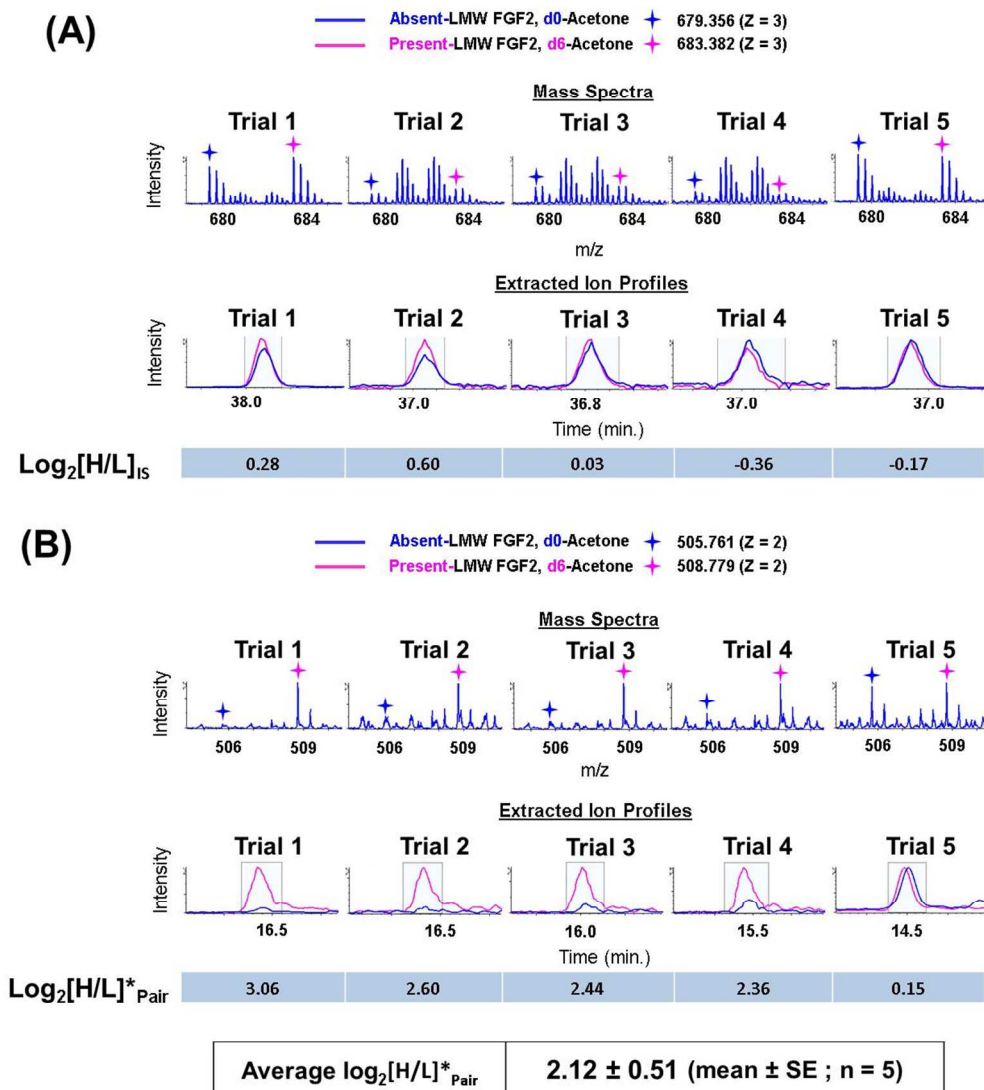 (A)
Absent-LMW FGF2, d0-Acetone 679.356 (Z = 3)
Present-LMW FGF2, d6-Acetone 683.382 (Z = 3)
Mass Spectra
Trial 1 Trial 2 Trial 3 Trial 4 Trial 5
Intensity
680 684 680 684 680 684 680 684 680 684
m/z
Extracted Ion Profiles
Trial 1 Trial 2 Trial 3 Trial 4 Trial 5
Intensity
38.0 37.0 36.8 37.0 37.0
Time (min.)
Log2[H/L]IS 0.28 0.60 0.03 -0.36 -0.17
(B)
Absent-LMW FGF2, d0-Acetone 505.761 (Z = 2)
Present-LMW FGF2, d6-Acetone 508.779 (Z = 2)
Mass Spectra
Trial 1 Trial 2 Trial 3 Trial 4 Trial 5
Intensity
506 509 506 509 506 509 506 509 506 509
m/z
Extracted Ion Profiles
Trial 1 Trial 2 Trial 3 Trial 4 Trial 5
Intensity
16.5 16.5 16.0 15.5 14.5
Time (min.)
Log2[H/L]*Pair 3.06 2.60 2.44 2.36 0.15
Average log2[H/L]*Pair 2.12 ± 0.51 (mean ± SE ; n = 5)